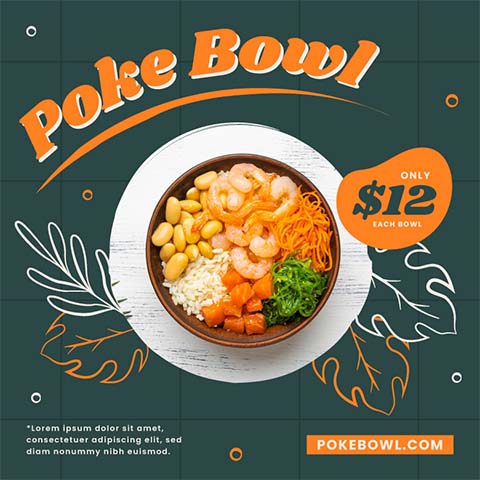 Poke Bowl
ONLY
$12
EACH BOWL
*Lorem ipsum dolor sit amet,
consectetuer adipiscing elit, sed
diam nonummy nibh euismod.
POKEBOWL.COM